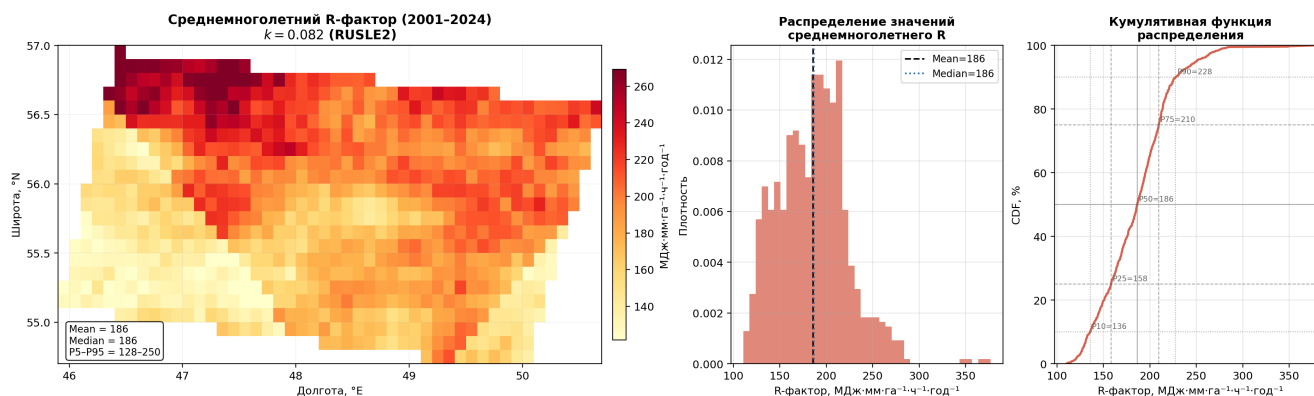 Среднемноголетний R-фактор (2001–2024)
k = 0.082 (RUSLE2)
57.0
56.5
56.0
55.5
55.0
Широта, °N
46
47
48
49
50
Долгота, °E
Mean = 186
Median = 186
P5–P95 = 128–250
260
240
220
200
180
160
140
МДж·мм·га⁻¹·ч⁻¹·год⁻¹
Распределение значений
среднемноголетнего R
Mean=186
Median=186
0.012
0.010
0.008
0.006
0.004
0.002
0.000
Плотность
100
150
200
250
300
350
R-фактор, МДж·мм·га⁻¹·ч⁻¹·год⁻¹
Кумулятивная функция
распределения
100
80
60
40
20
0
CDF, %
P90=228
P75=210
P50=186
P25=158
P10=136
100
150
200
250
300
350
R-фактор, МДж·мм·га⁻¹·ч⁻¹·год⁻¹